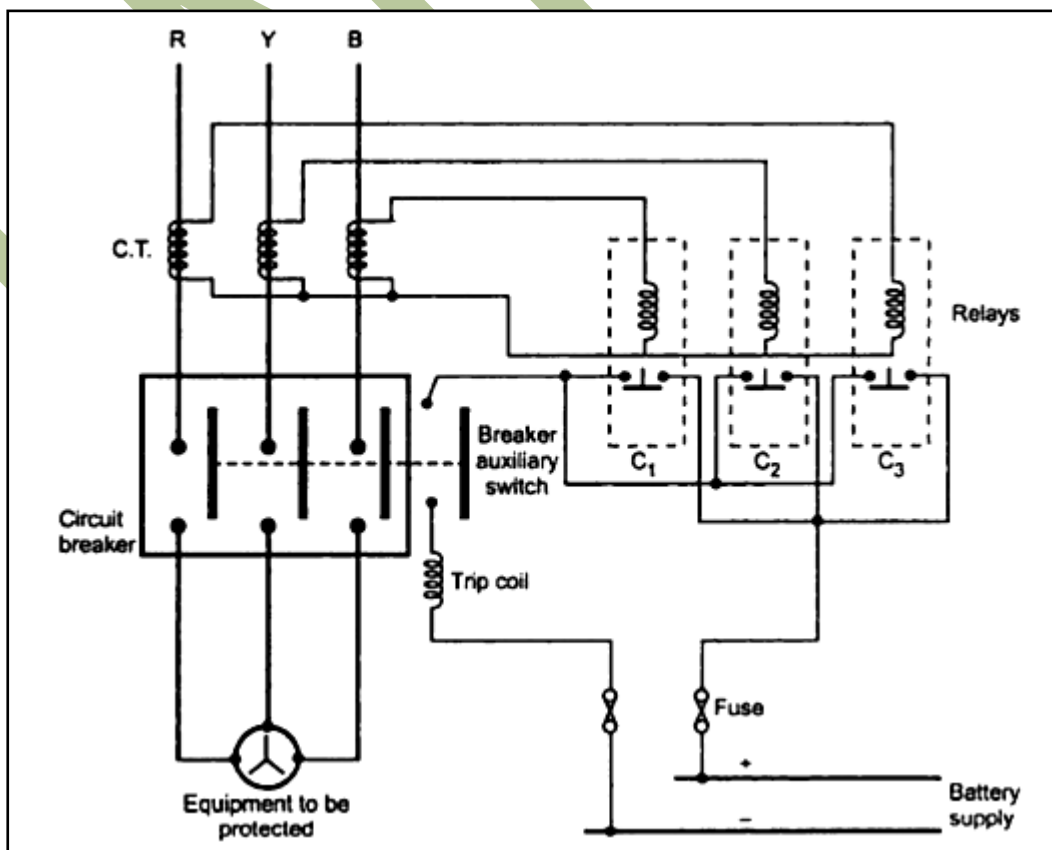 R Y B
C.T.
Relays
C1 C2 C3
Breaker
auxiliary
switch
Circuit
breaker
Trip coil
Fuse
+
Battery
supply
–
Equipment to be
protected